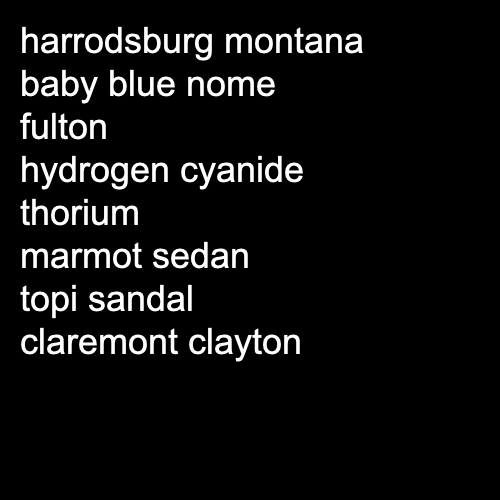 harrodsburg montana
baby blue nome
fulton
hydrogen cyanide
thorium
marmot sedan
topi sandal
claremont clayton